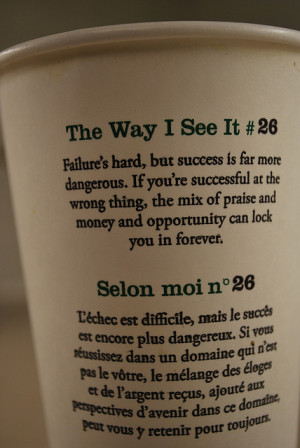 The Way I See It # 26
Failure's hard, but success is far more
dangerous. If you're successful at the
wrong thing, the mix of praise and
money and opportunity can lock
you in forever.
Selon moi n° 26
L'échec est difficile, mais le succès
est encore plus dangereux. Si vous
réussissez dans un domaine qui n'est
pas le vôtre, le mélange des éloges
et de l'argent reçus, ajouté aux
perspectives d'avenir dans ce domaine,
peut vous y retenir pour toujours.